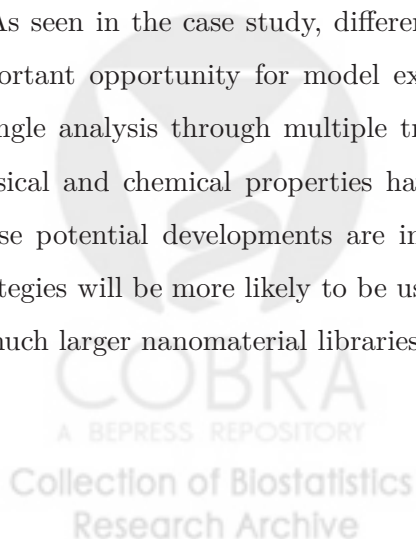 As seen in the case study, differen
ortant opportunity for model ex
ngle analysis through multiple tr
sical and chemical properties ha
se potential developments are in
tegies will be more likely to be us
much larger nanomaterial libraries
COBRA
A BEPRESS REPOSITORY
Collection of Biostatistics
Research Archive